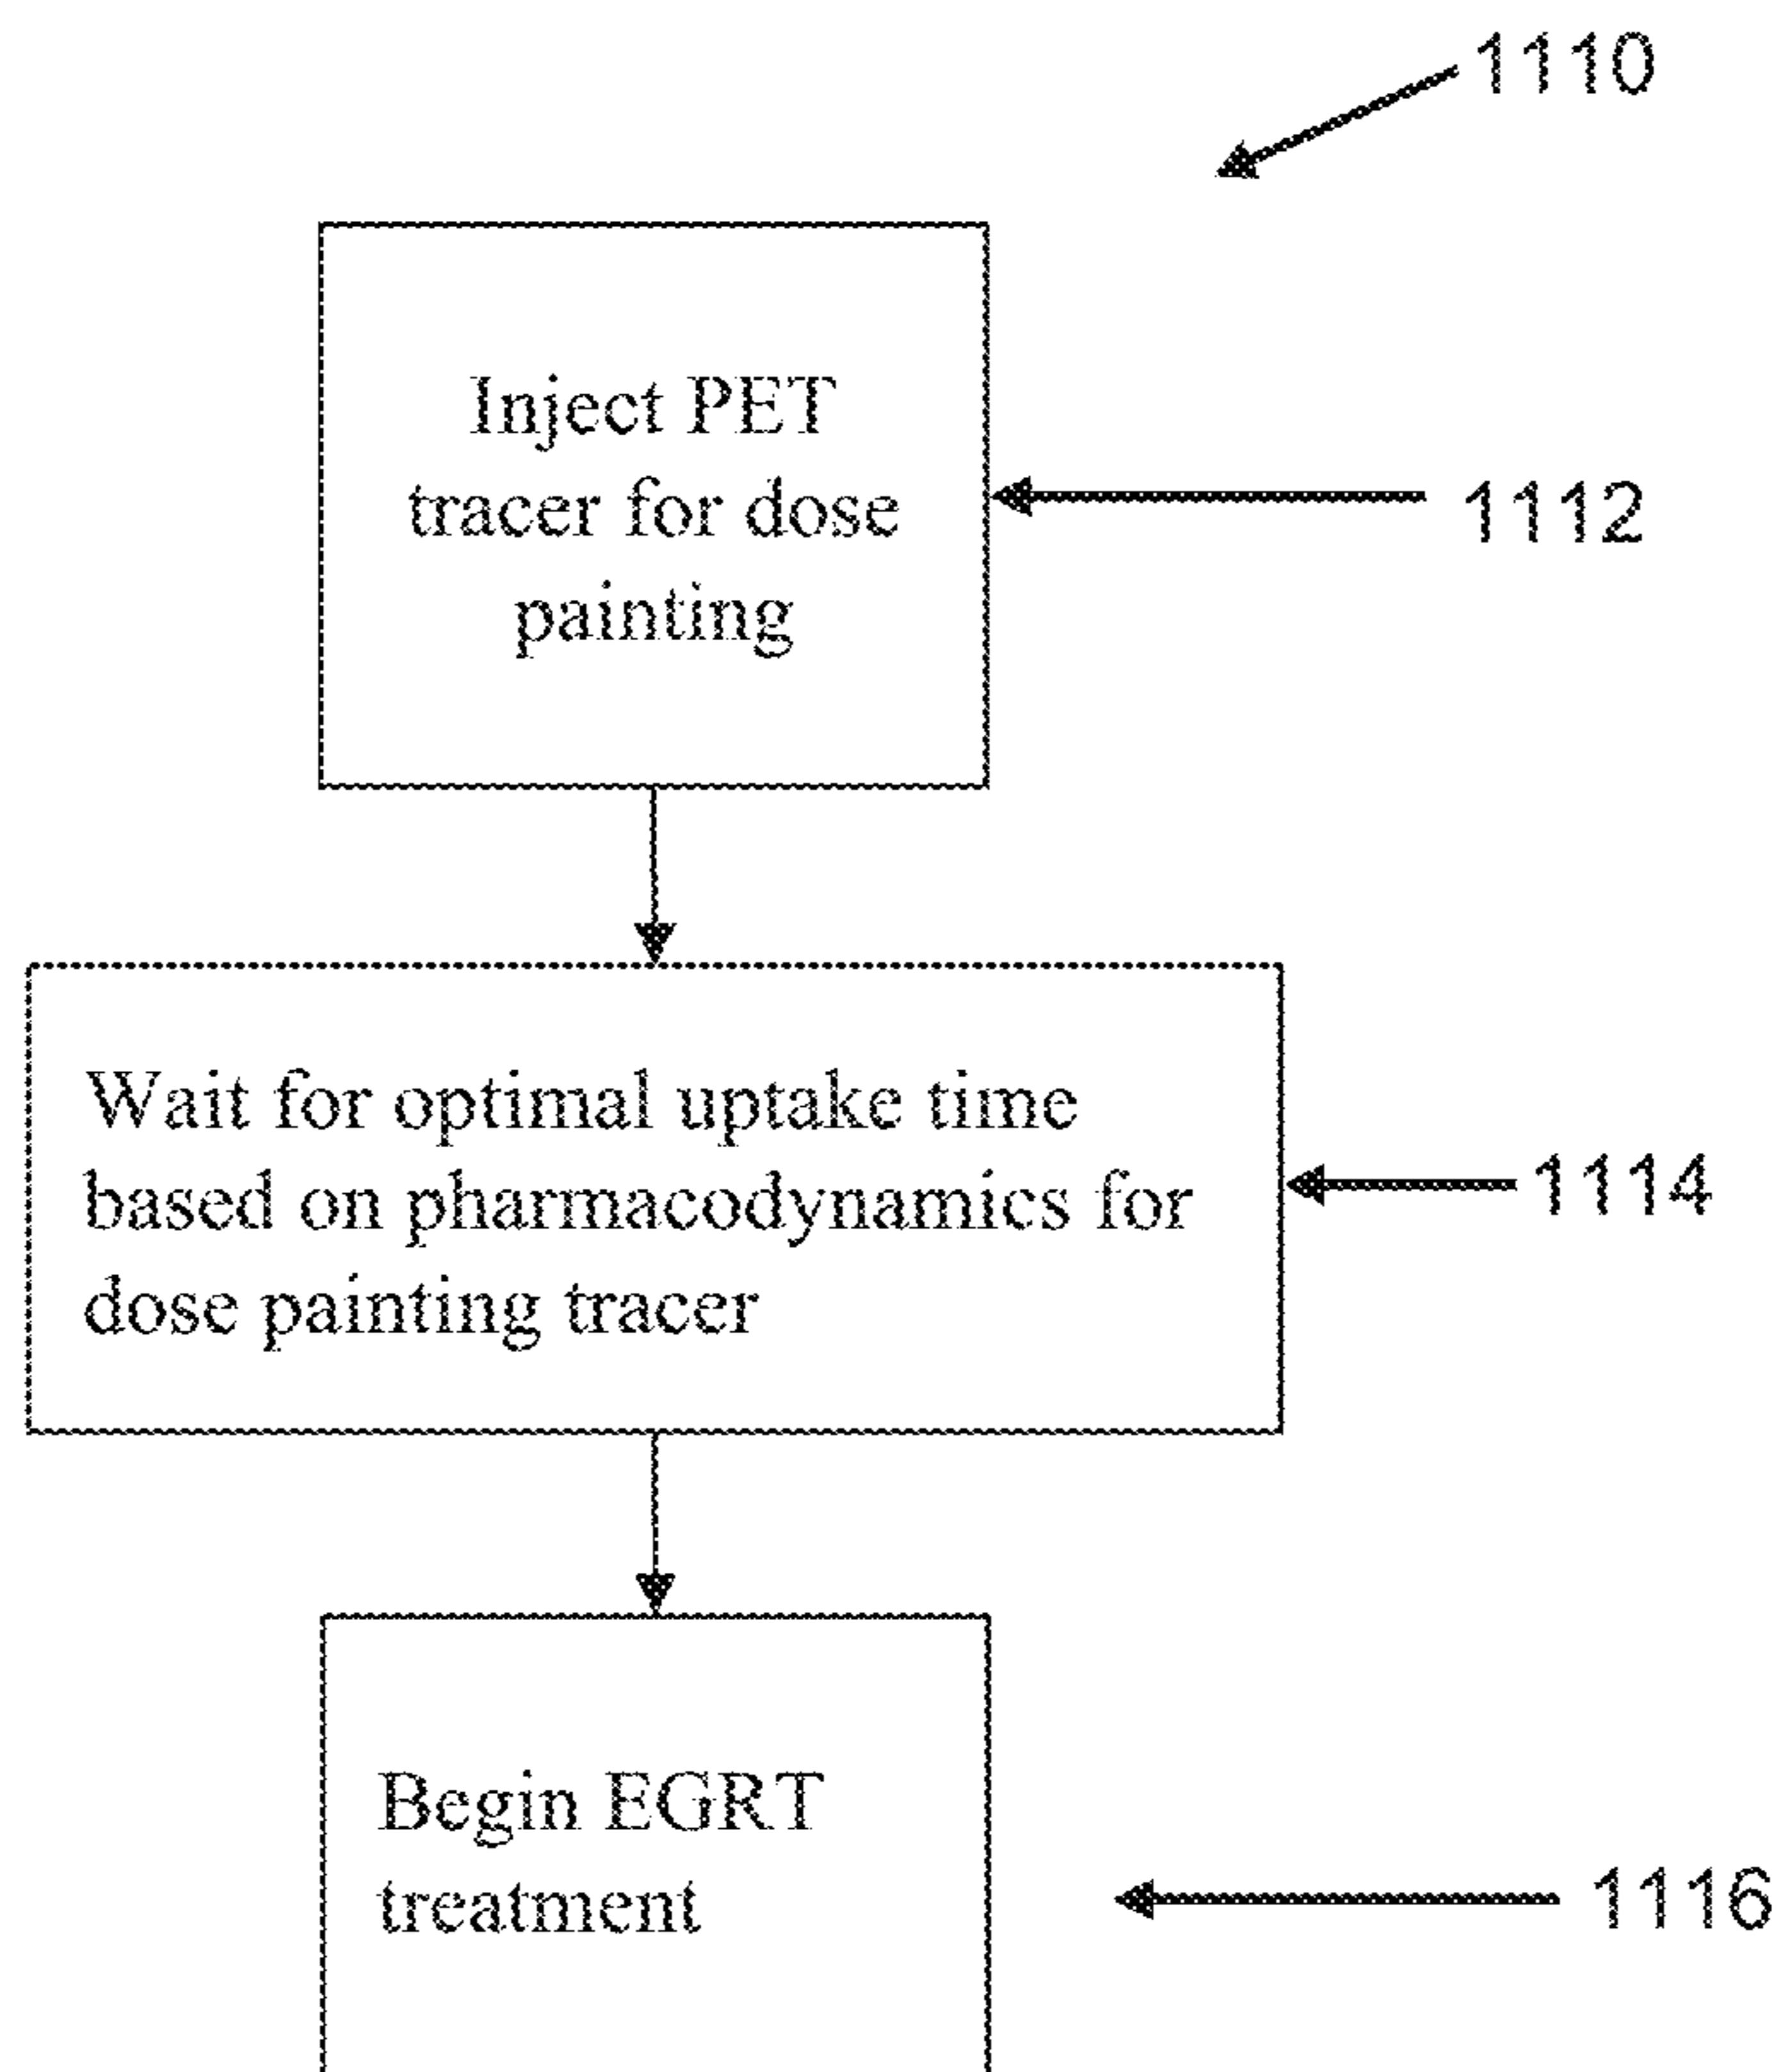 1110
Inject PET
tracer for dose
painting
1112
Wait for optimal uptake time
based on pharmacodynamics for
dose painting tracer
1114
Begin EGRT
treatment
1116